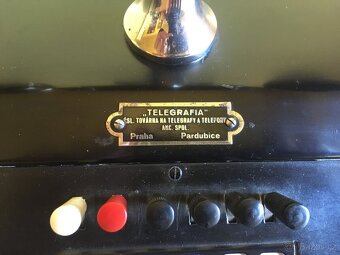 „TELEGRAFIA"
ČSL. TOVÁRNA NA TELEGRAFY A TELEFONY
AKC. SPOL.
Praha Pardubice